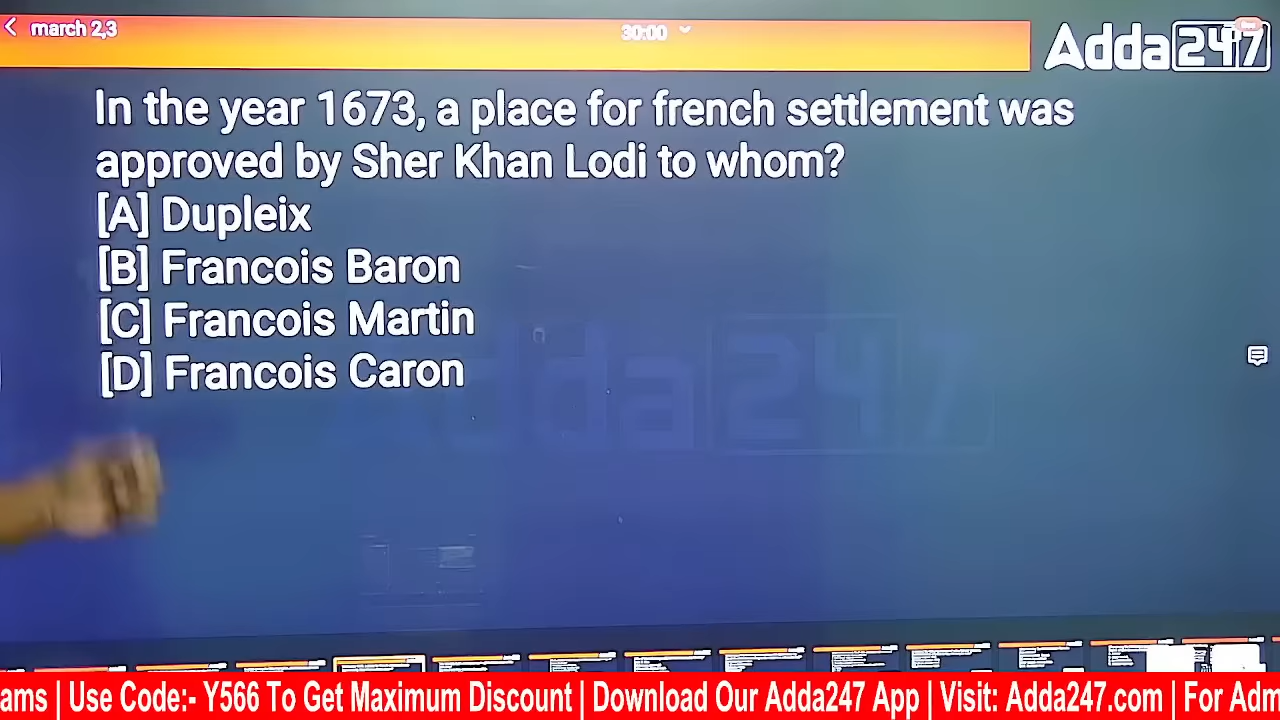 march 2,3
30:00
Adda247
In the year 1673, a place for french settlement was
approved by Sher Khan Lodi to whom?
[A] Dupleix
[B] Francois Baron
[C] Francois Martin
[D] Francois Caron
Adda247
ams | Use Code:- Y566 To Get Maximum Discount | Download Our Adda247 App | Visit: Adda247.com | For Adm